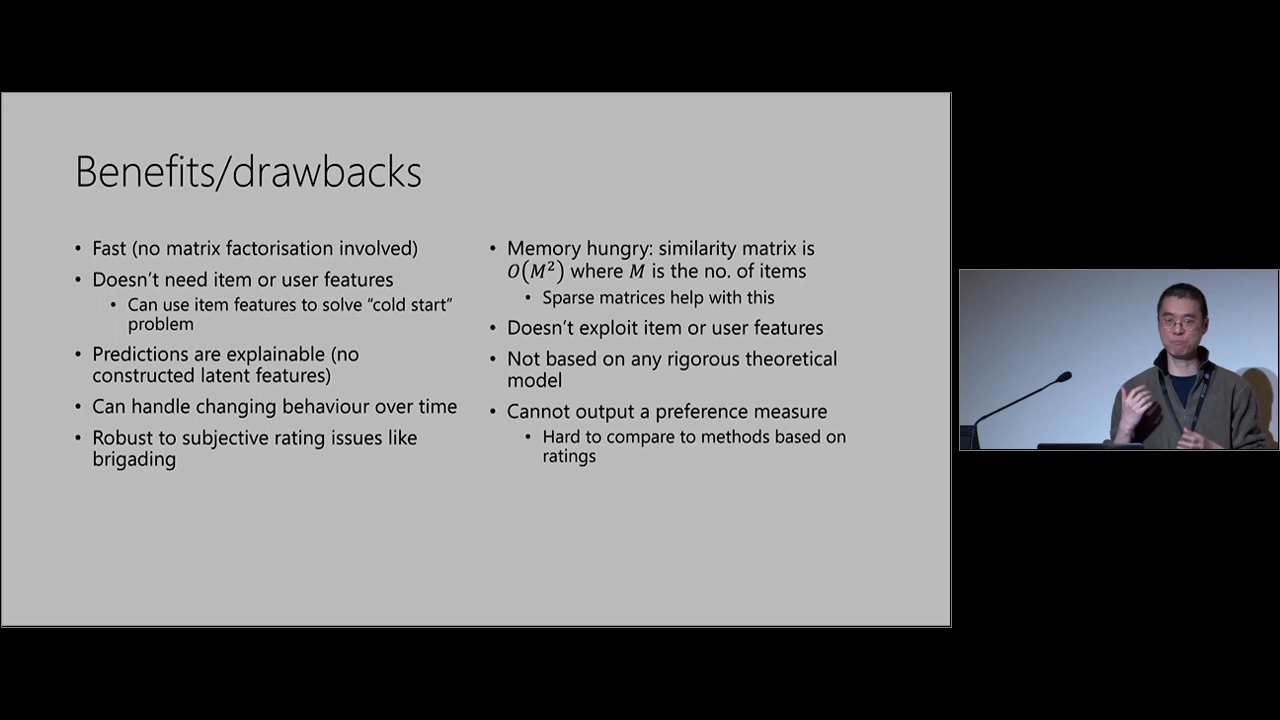 Benefits/drawbacks
• Fast (no matrix factorisation involved)
• Doesn’t need item or user features
• Can use item features to solve “cold start”
problem
• Predictions are explainable (no
constructed latent features)
• Can handle changing behaviour over time
• Robust to subjective rating issues like
brigading
• Memory hungry: similarity matrix is
O(M²) where M is the no. of items
• Sparse matrices help with this
• Doesn’t exploit item or user features
• Not based on any rigorous theoretical
model
• Cannot output a preference measure
• Hard to compare to methods based on
ratings